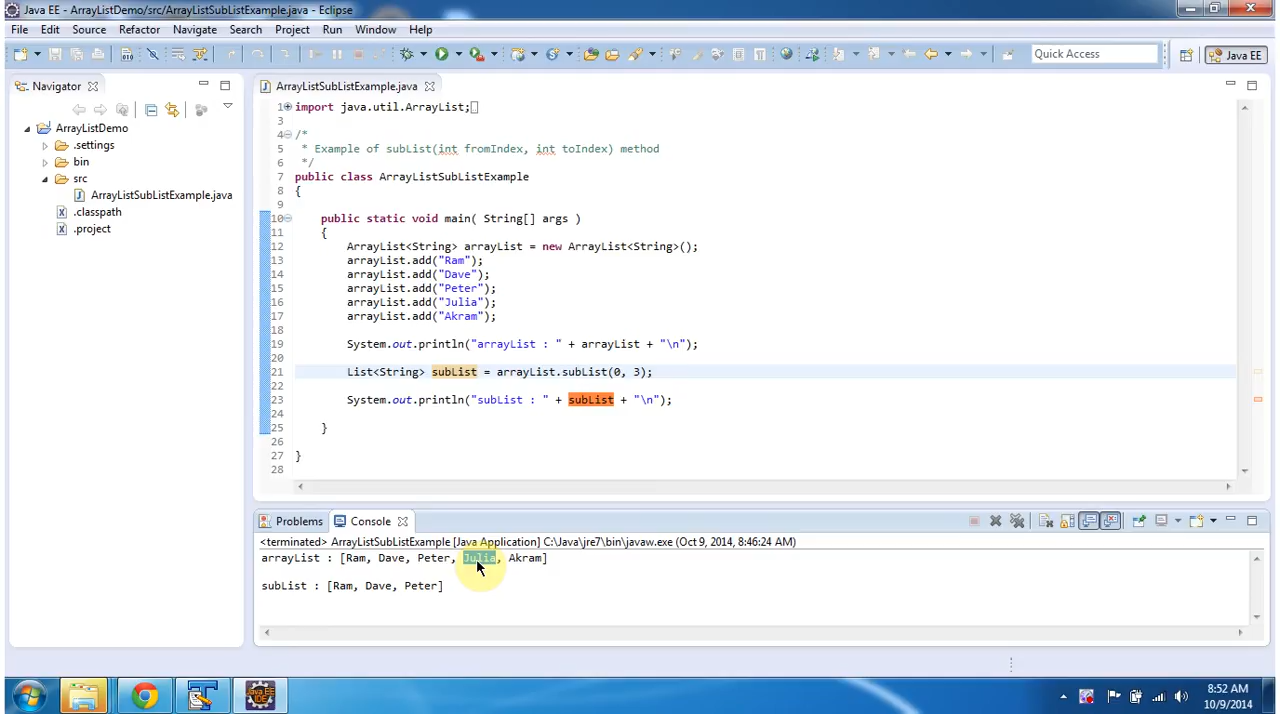 Java EE - ArrayListDemo/src/ArrayListSubListExample.java - Eclipse
File Edit Source Refactor Navigate Search Project Run Window Help
Quick Access
Java EE
Navigator
ArrayListSubListExample.java
ArrayListDemo
.settings
bin
src
ArrayListSubListExample.java
.classpath
.project
1 import java.util.ArrayList;
3
4 /*
5 * Example of subList(int fromIndex, int toIndex) method
6 */
7 public class ArrayListSubListExample
8 {
9
10 public static void main( String[] args )
11 {
12 ArrayList<String> arrayList = new ArrayList<String>();
13 arrayList.add("Ram");
14 arrayList.add("Dave");
15 arrayList.add("Peter");
16 arrayList.add("Julia");
17 arrayList.add("Akram");
18
19 System.out.println("arrayList : " + arrayList + "\n");
20
21 List<String> subList = arrayList.subList(0, 3);
22
23 System.out.println("subList : " + subList + "\n");
24
25 }
26
27 }
28
Problems Console
<terminated> ArrayListSubListExample [Java Application] C:\Java\jre7\bin\javaw.exe (Oct 9, 2014, 8:46:24 AM)
arrayList : [Ram, Dave, Peter, Julia, Akram]
subList : [Ram, Dave, Peter]
Java EE
IDE
8:52 AM
10/9/2014